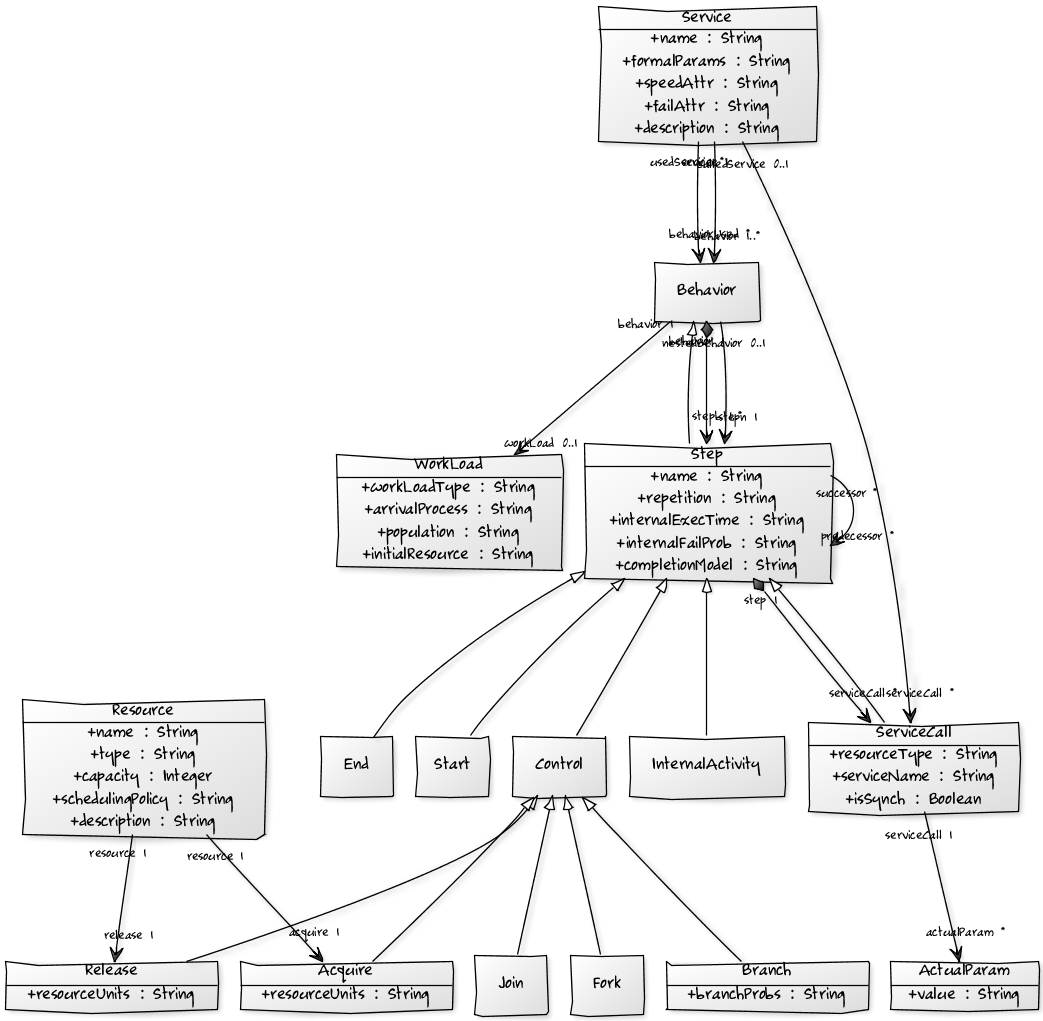 Service
+name : String
+formalParams : String
+speedAttr : String
+failAttr : String
+description : String
usedService *
calledService 0..1
behaviorUsed *
behavior 1..*
Behavior
behavior 1
nestedBehavior 0..1
workLoad 0..1
step 1
WorkLoad
+workLoadType : String
+arrivalProcess : String
+population : String
+initialResource : String
Step
+name : String
+repetition : String
+internalExecTime : String
+internalFailProb : String
+completionModel : String
successor *
predecessor *
step 1
serviceCall
serviceCall *
Resource
+name : String
+type : String
+capacity : Integer
+schedulingPolicy : String
+description : String
End
Start
Control
InternalActivity
ServiceCall
+resourceType : String
+serviceName : String
+isSynch : Boolean
resource 1
resource 1
serviceCall 1
release 1
acquire 1
actualParam *
Release
+resourceUnits : String
Acquire
+resourceUnits : String
Join
Fork
Branch
+branchProbs : String
ActualParam
+value : String